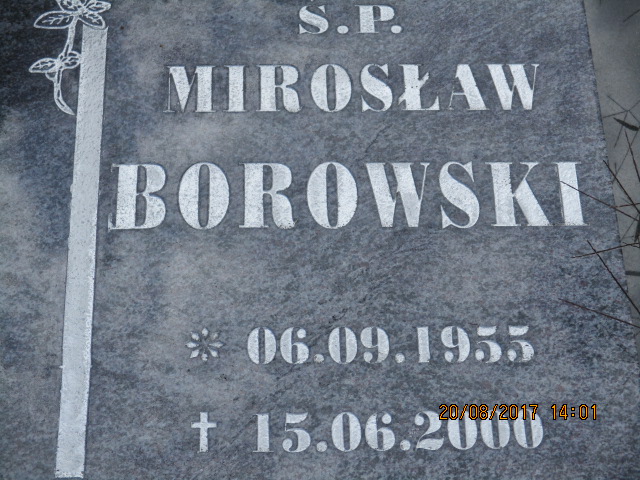 Ś.P.
MIROSŁAW
BOROWSKI
* 06.09.1955
† 15.06.2000
20/08/2017 14:01